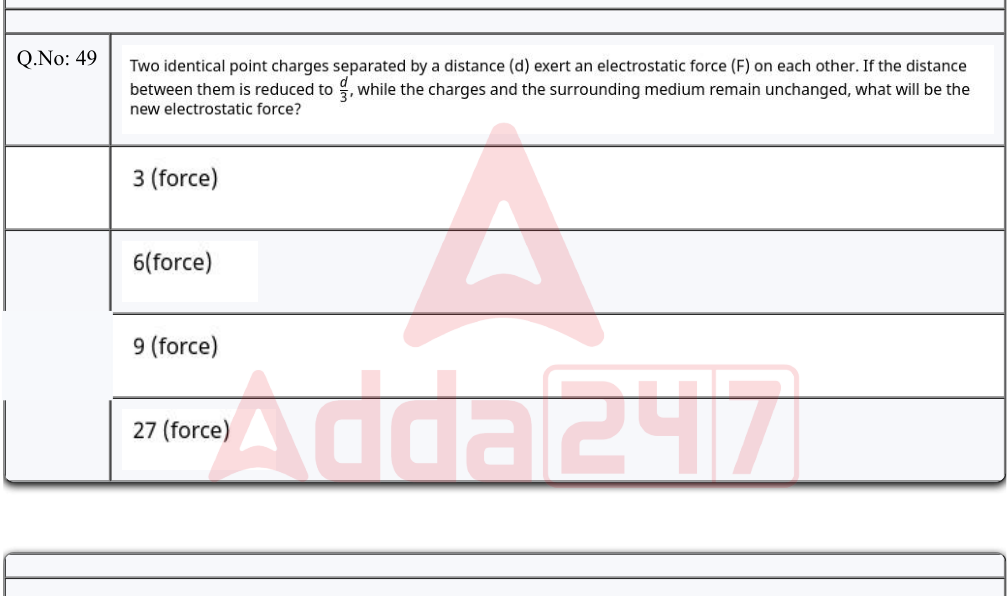 Q.No: 49
Two identical point charges separated by a distance (d) exert an electrostatic force (F) on each other. If the distance
between them is reduced to d/3, while the charges and the surrounding medium remain unchanged, what will be the
new electrostatic force?
3 (force)
6(force)
9 (force)
27 (force)
Adda247